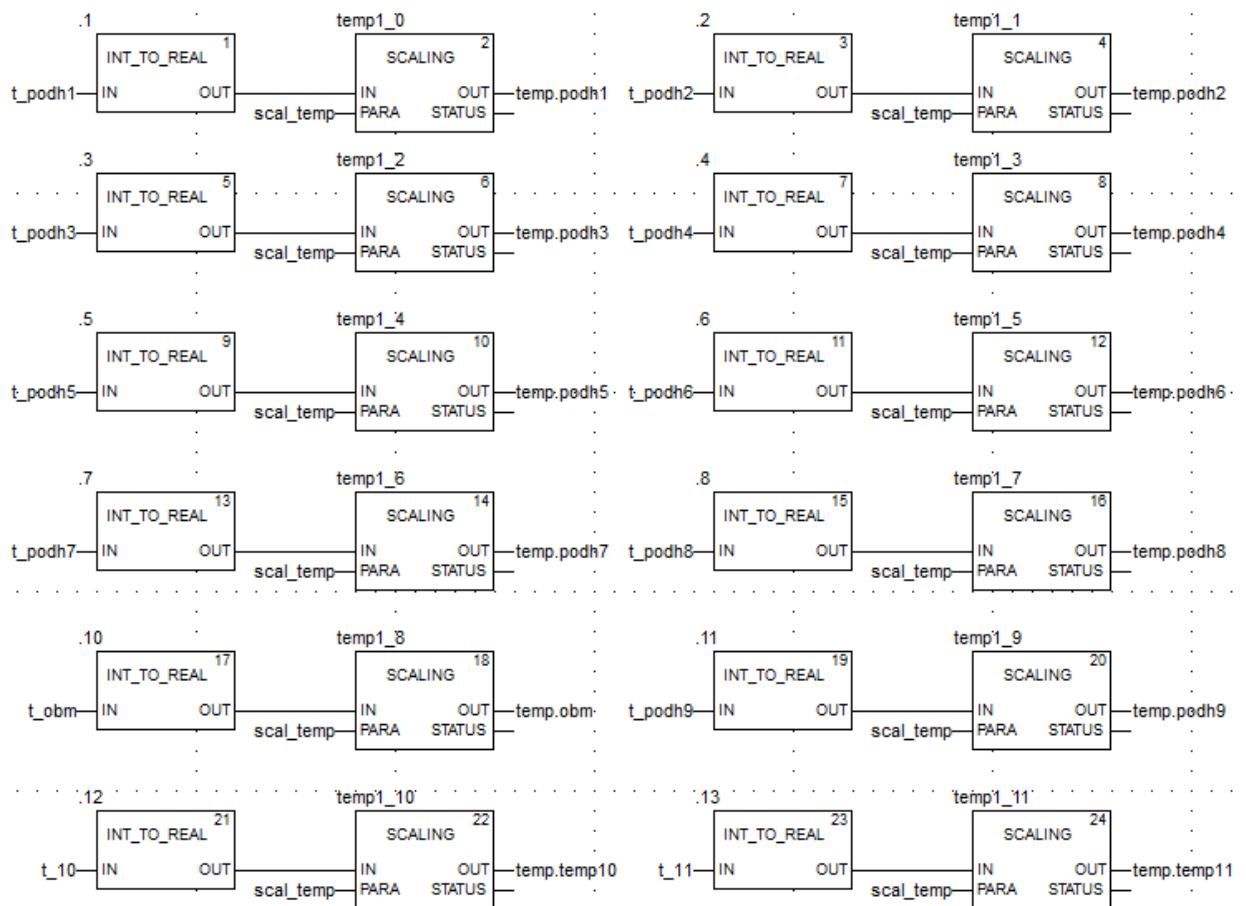 .1 temp1_0 .2 temp1_1
INT_TO_REAL 1 SCALING 2 INT_TO_REAL 3 SCALING 4
t_podh1 IN OUT IN OUT temp.podh1 t_podh2 IN OUT IN OUT temp.podh2
scal_temp PARA STATUS scal_temp PARA STATUS
.3 temp1_2 .4 temp1_3
INT_TO_REAL 5 SCALING 6 INT_TO_REAL 7 SCALING 8
t_podh3 IN OUT IN OUT temp.podh3 t_podh4 IN OUT IN OUT temp.podh4
scal_temp PARA STATUS scal_temp PARA STATUS
.5 temp1_4 .6 temp1_5
INT_TO_REAL 9 SCALING 10 INT_TO_REAL 11 SCALING 12
t_podh5 IN OUT IN OUT temp.podh5 t_podh6 IN OUT IN OUT temp.podh6
scal_temp PARA STATUS scal_temp PARA STATUS
.7 temp1_6 .8 temp1_7
INT_TO_REAL 13 SCALING 14 INT_TO_REAL 15 SCALING 16
t_podh7 IN OUT IN OUT temp.podh7 t_podh8 IN OUT IN OUT temp.podh8
scal_temp PARA STATUS scal_temp PARA STATUS
.10 temp1_8 .11 temp1_9
INT_TO_REAL 17 SCALING 18 INT_TO_REAL 19 SCALING 20
t_obm IN OUT IN OUT temp.obm t_podh9 IN OUT IN OUT temp.podh9
scal_temp PARA STATUS scal_temp PARA STATUS
.12 temp1_10 .13 temp1_11
INT_TO_REAL 21 SCALING 22 INT_TO_REAL 23 SCALING 24
t_10 IN OUT IN OUT temp.temp10 t_11 IN OUT IN OUT temp.temp11
scal_temp PARA STATUS scal_temp PARA STATUS